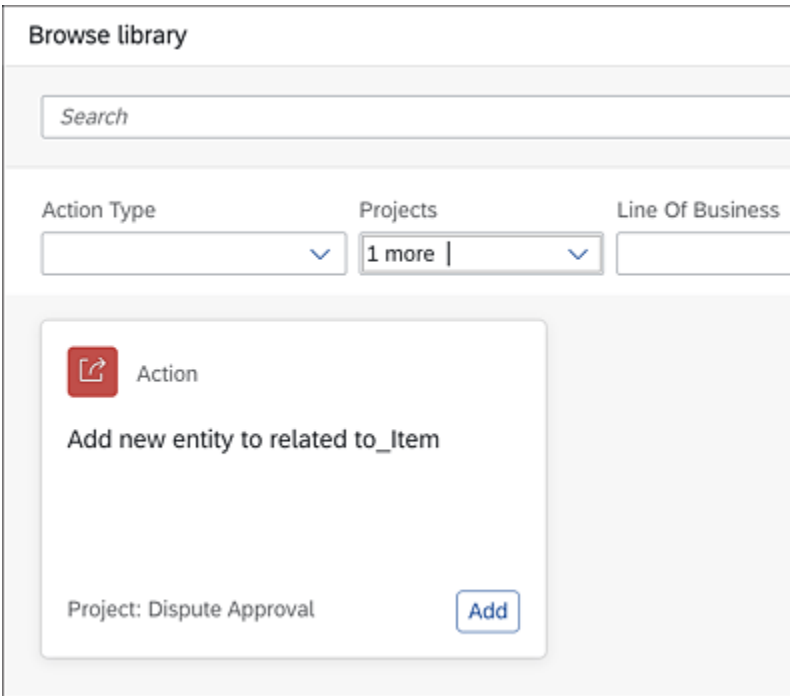 Browse library
Search
Action Type Projects Line Of Business
1 more
Action
Add new entity to related to_Item
Project: Dispute Approval Add